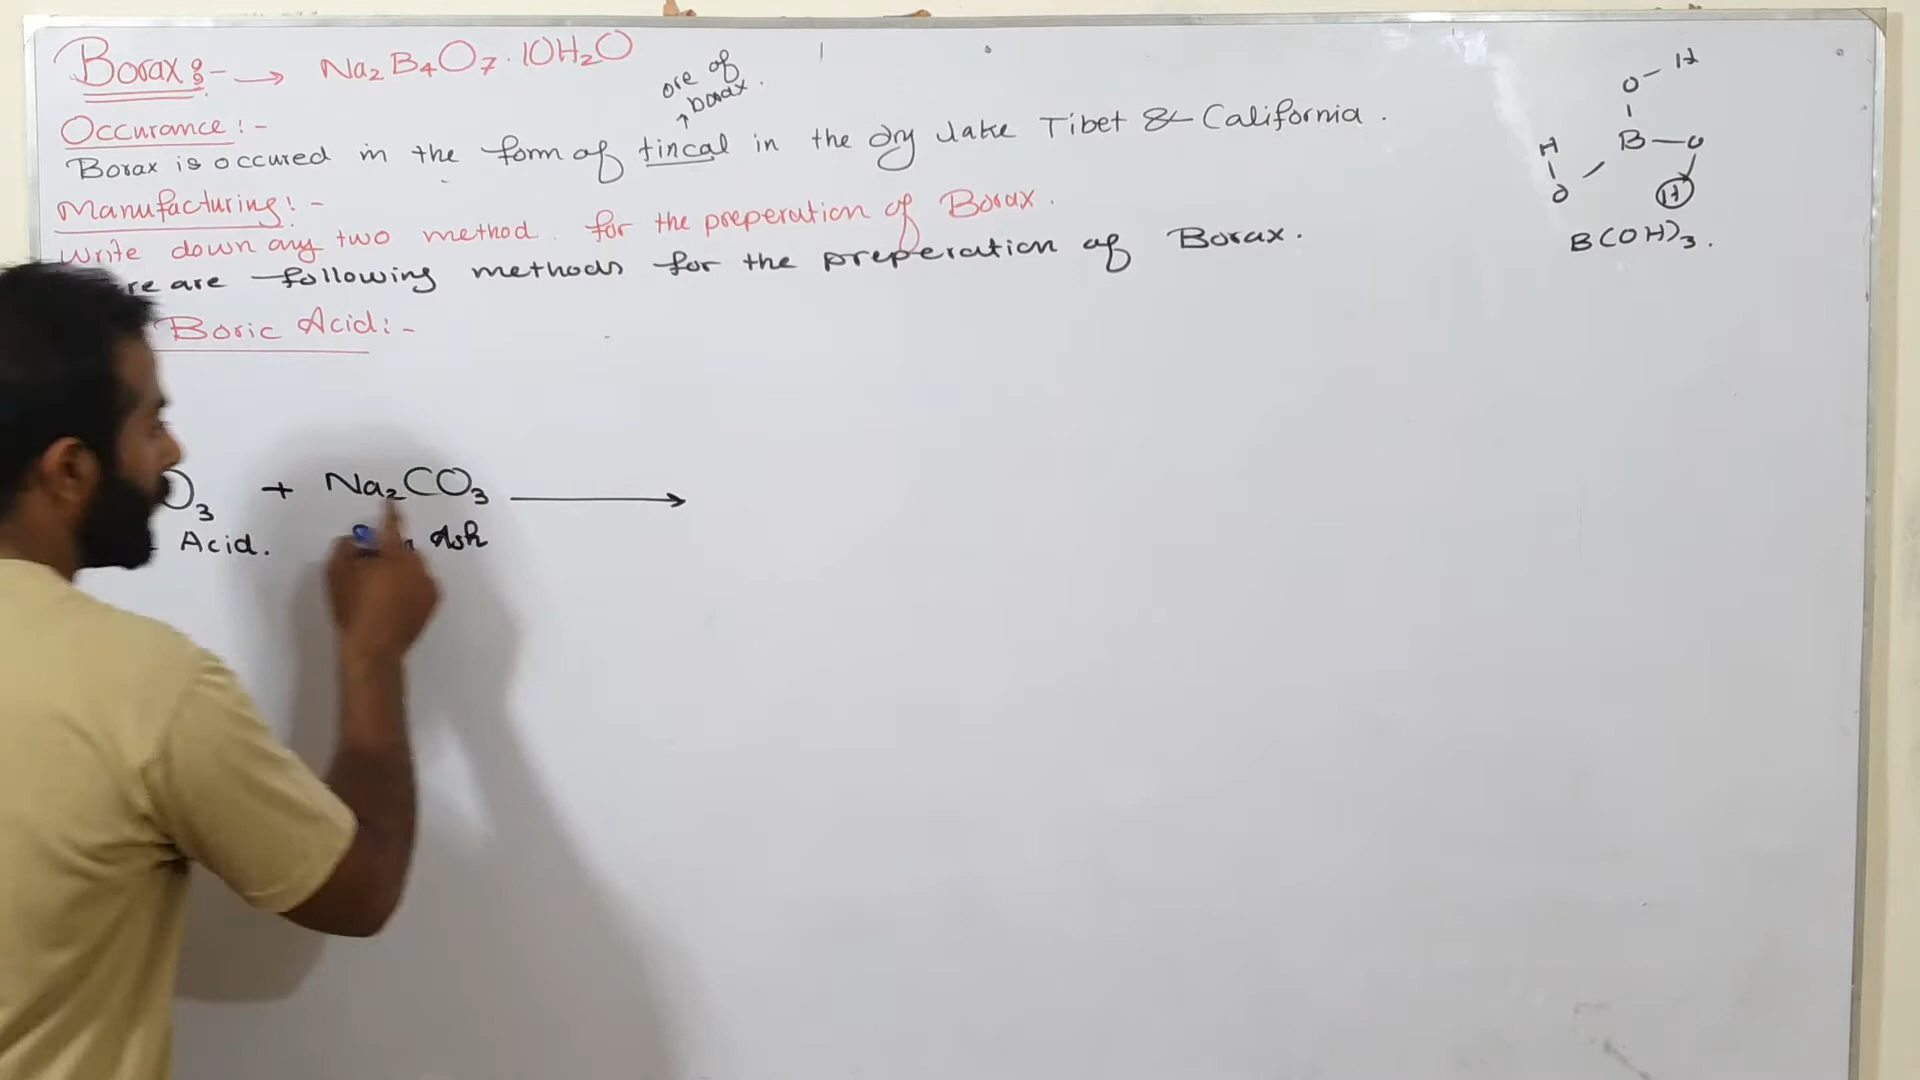 Borax :- → Na2B4O7.10H2O
ore of
borax.
Occurance :-
Borax is occured in the form of tincal in the dry lake Tibet & California.
Manufacturing :-
Write down any two method for the preperation of Borax.
re are following methods for the preperation of Borax.
Boric Acid :-
O3 + Na2CO3 →
Acid. Ash
O - H
H B - O
O H
B(OH)3.